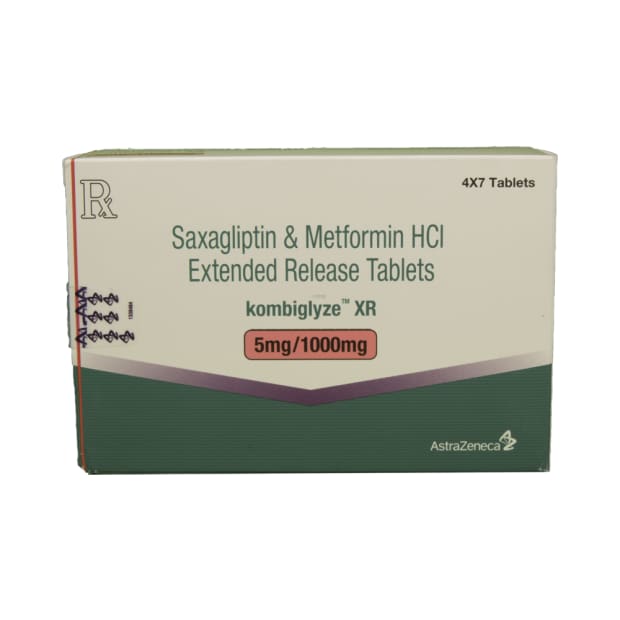 Rx
4X7 Tablets
Saxagliptin & Metformin HCl
Extended Release Tablets
kombiglyze™ XR
5mg/1000mg
AstraZeneca